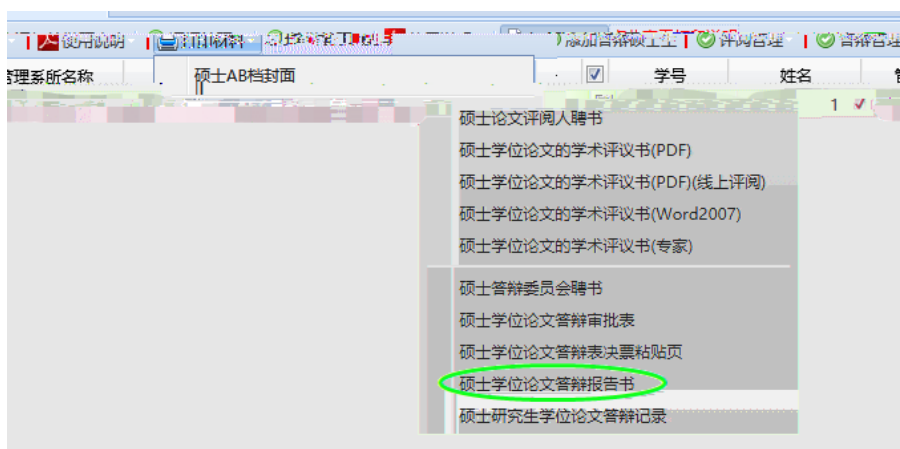 使用说明 打印材料
添加答辩硕士生 评阅管理 答辩管理
管理系所名称 硕士AB档封面 学号 姓名
1
硕士论文评阅人聘书
硕士学位论文的学术评议书(PDF)
硕士学位论文的学术评议书(PDF)(线上评阅)
硕士学位论文的学术评议书(Word2007)
硕士学位论文的学术评议书(专家)
硕士答辩委员会聘书
硕士学位论文答辩审批表
硕士学位论文答辩表决票粘贴页
硕士学位论文答辩报告书
硕士研究生学位论文答辩记录